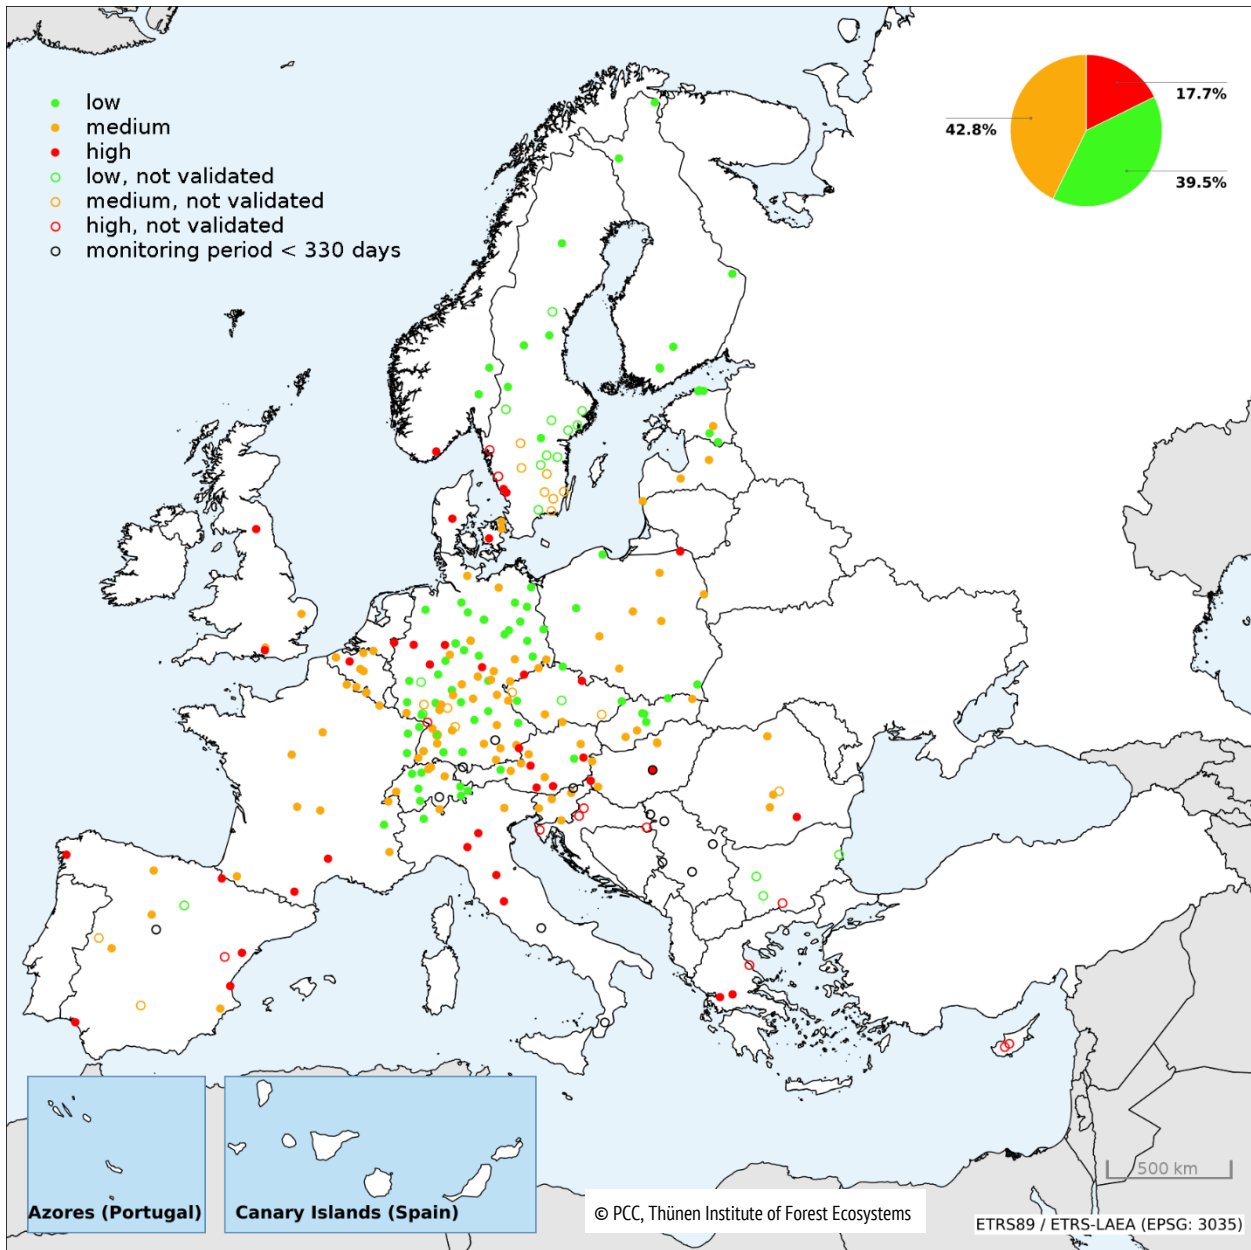 low
medium
high
low, not validated
medium, not validated
high, not validated
monitoring period < 330 days
17.7%
42.8%
39.5%
500 km
Azores (Portugal)
Canary Islands (Spain)
© PCC, Thünen Institute of Forest Ecosystems
ETRS89 / ETRS-LAEA (EPSG: 3035)